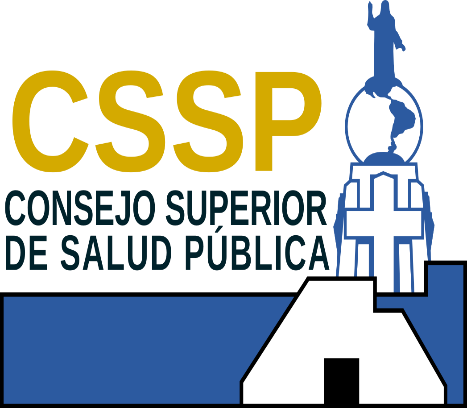 CSSP
CONSEJO SUPERIOR
DE SALUD PÚBLICA